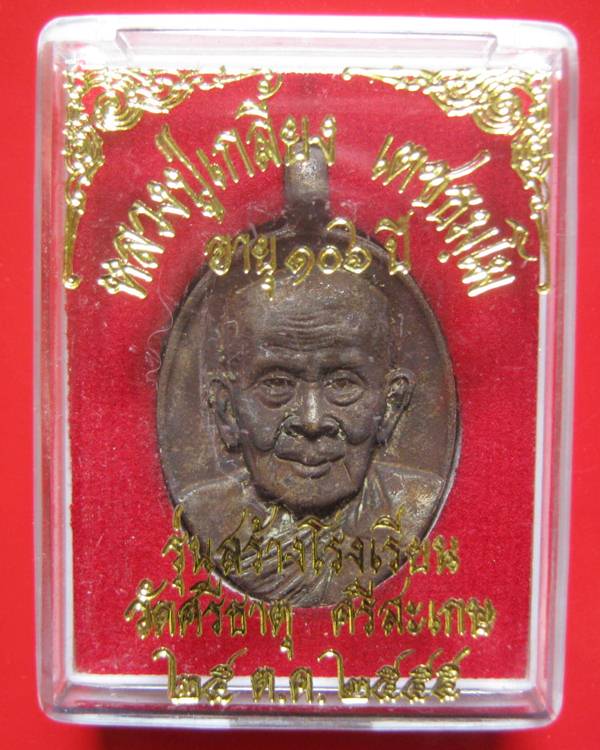 หลวงปู่เกลี้ยง เตชธมฺโม
อายุ ๑๐๖ ปี
รุ่นสร้างโรงเรียน
วัดศรีธาตุ ศรีสะเกษ
๒๕ ต.ค. ๒๕๕๕